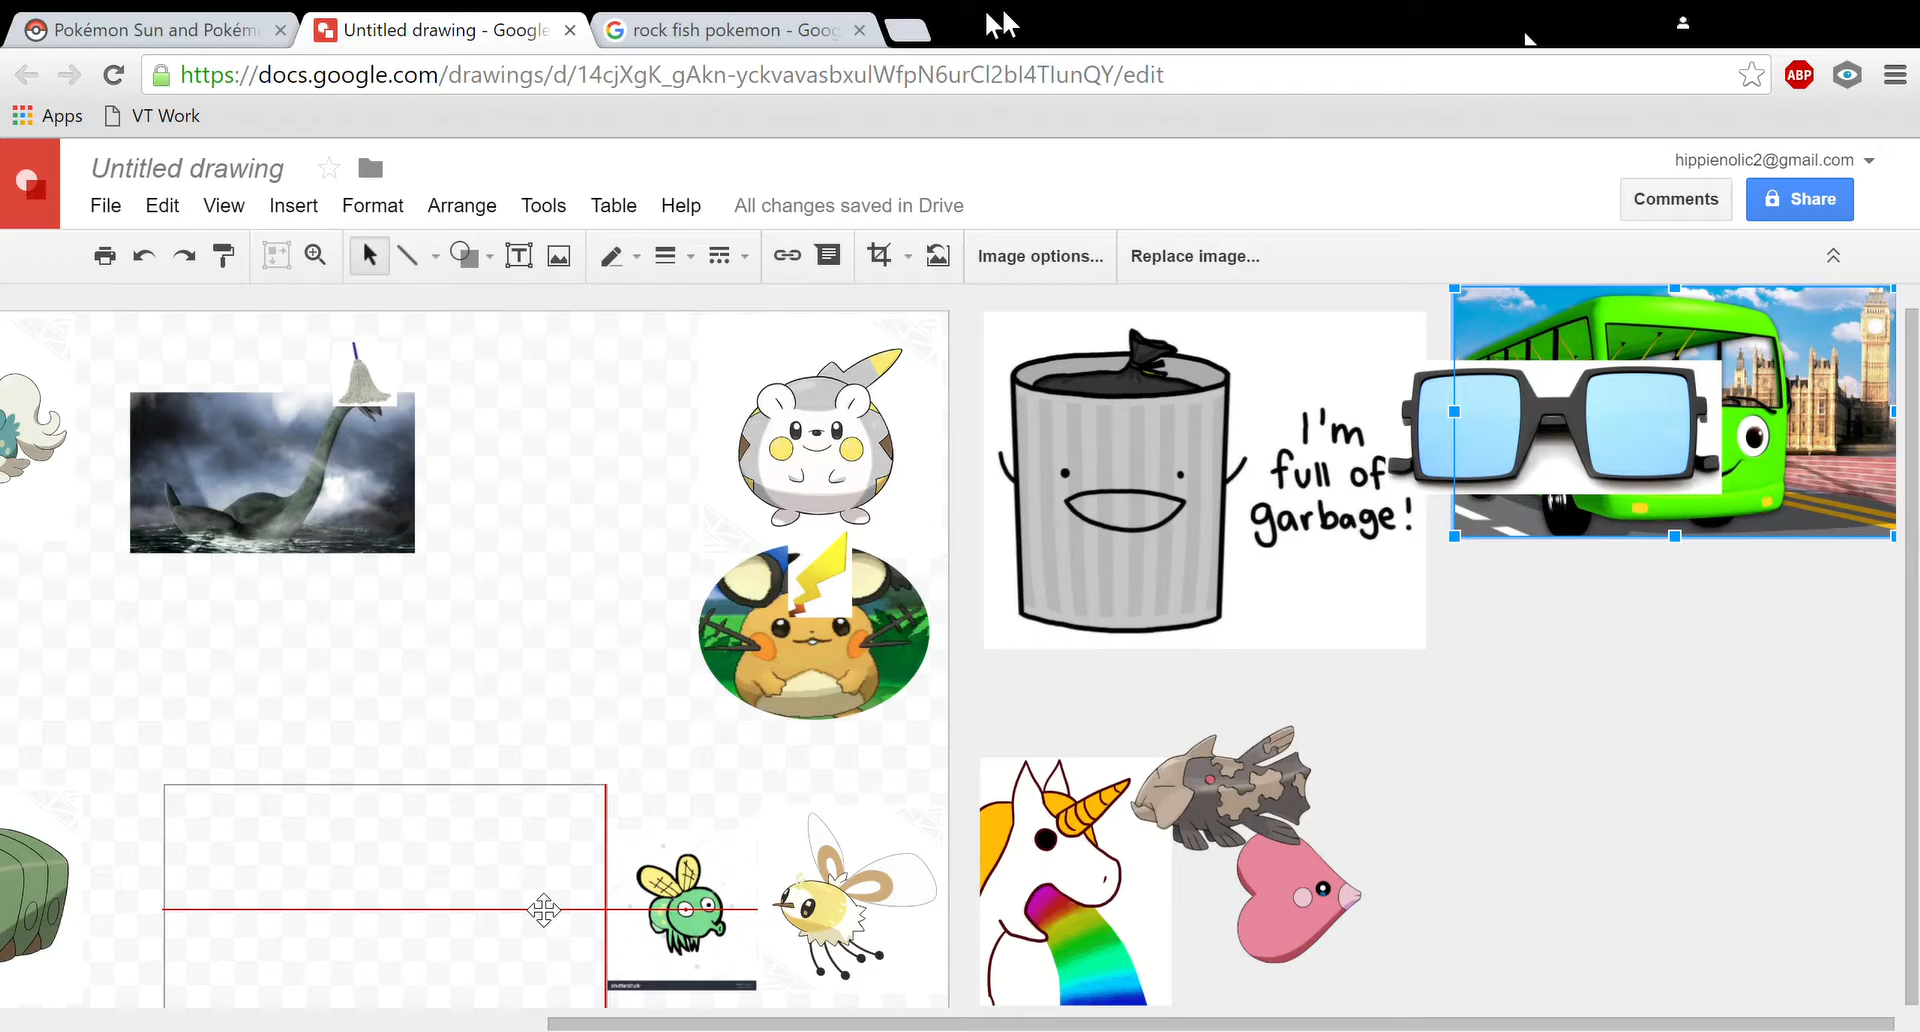 Pokémon Sun and Pokém
Untitled drawing - Google
rock fish pokemon - Goog
https://docs.google.com/drawings/d/14cjXgK_gAkn-yckvavasbxulWfpN6urCl2bl4TIunQY/edit
ABP
Apps
VT Work
Untitled drawing
hippienolic2@gmail.com
File Edit View Insert Format Arrange Tools Table Help All changes saved in Drive
Comments
Share
Image options...
Replace image...
I'm
full of
garbage!
shutterstock